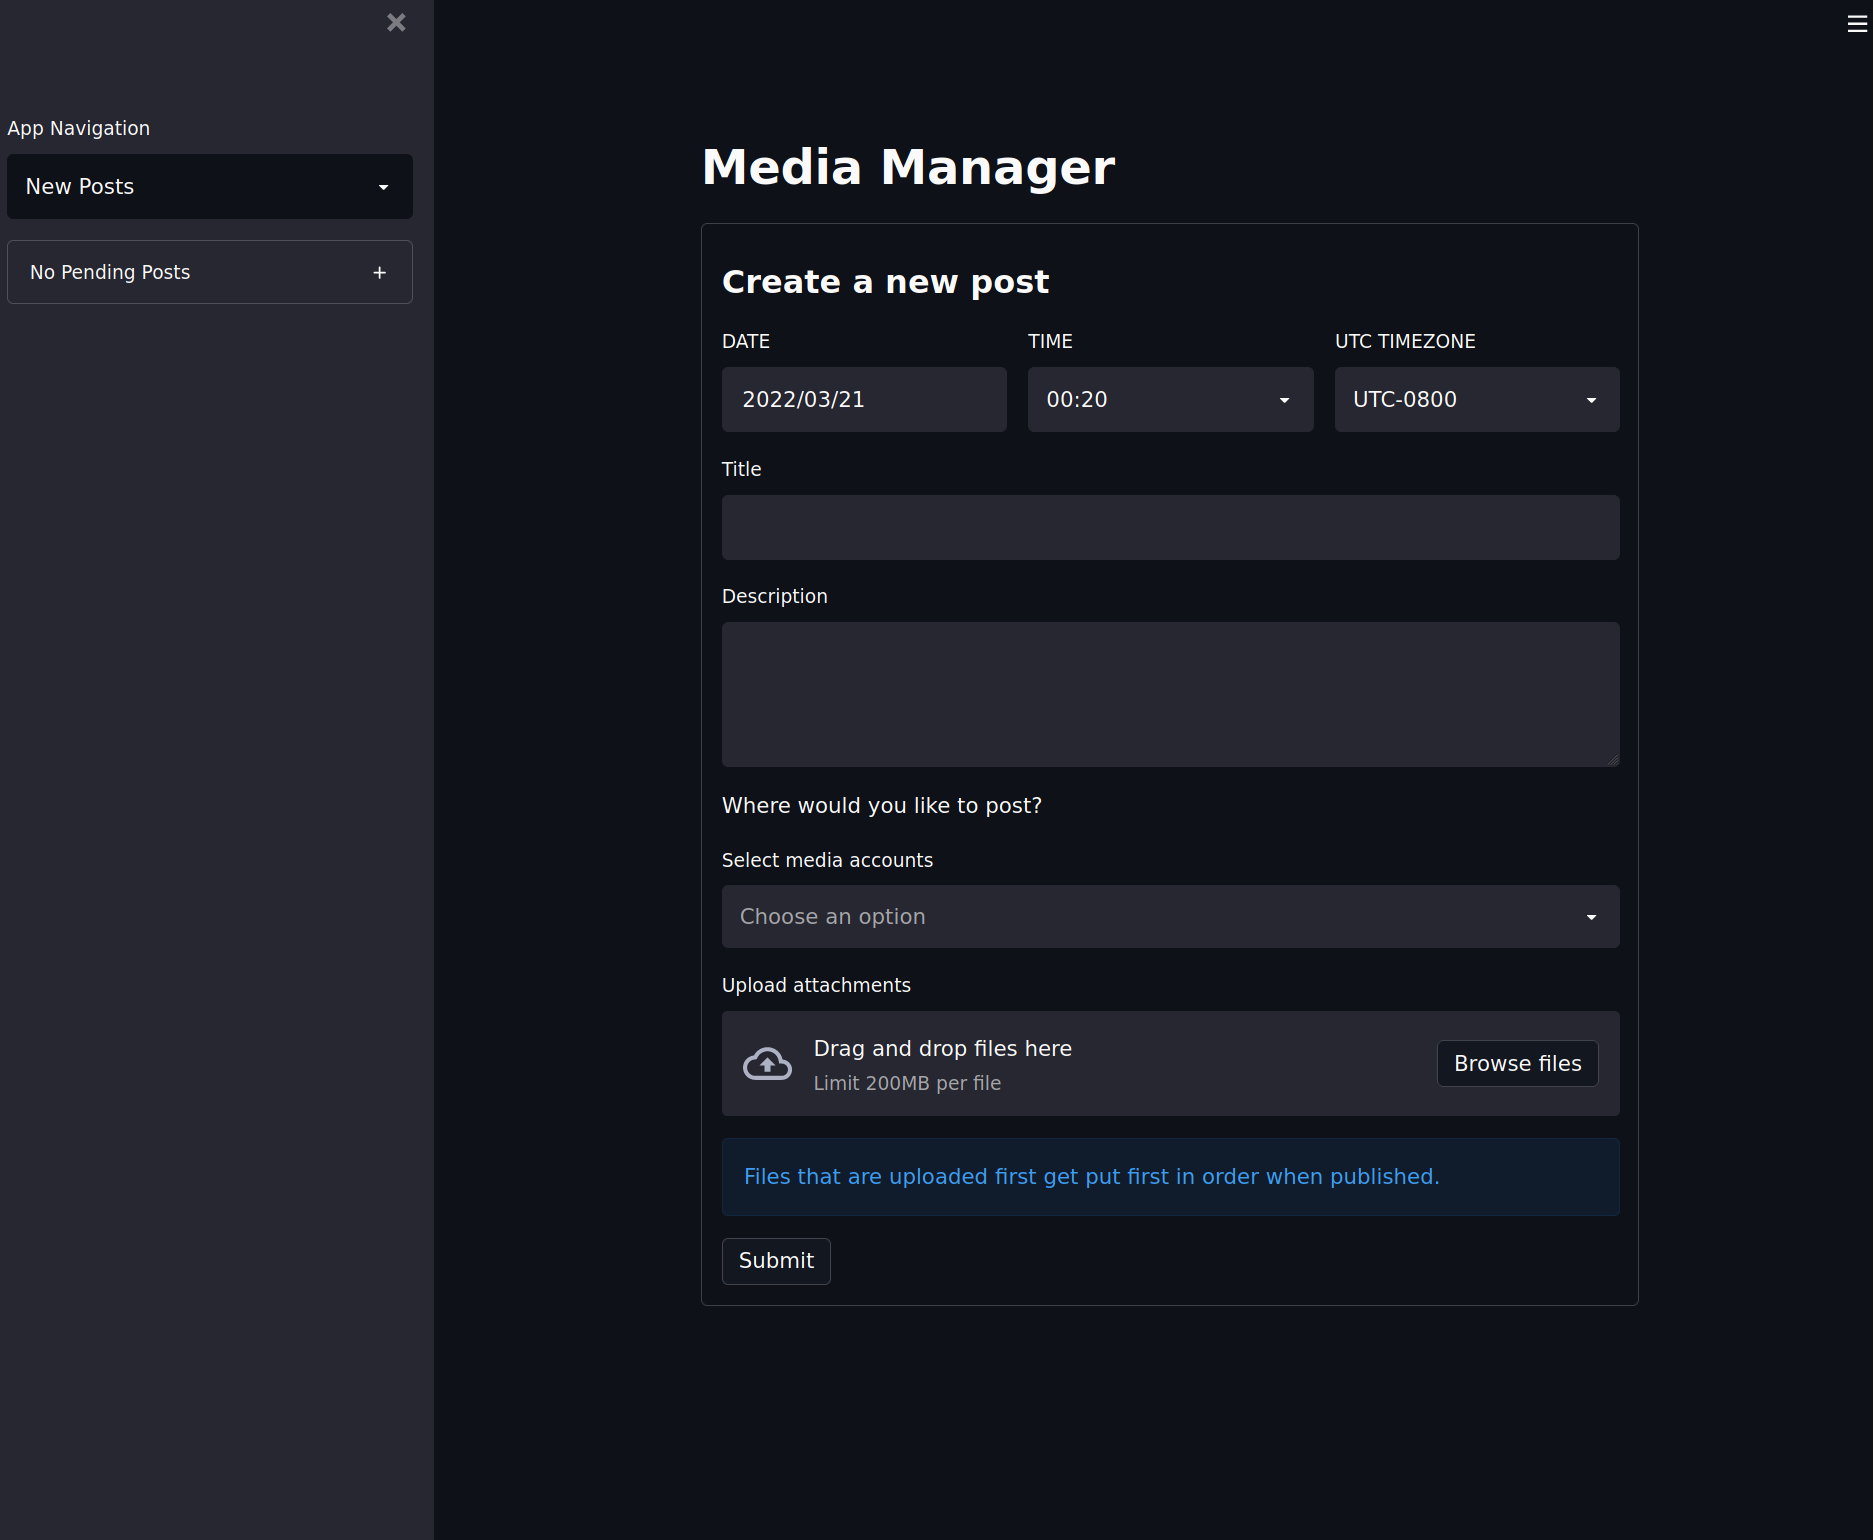 App Navigation
New Posts
No Pending Posts
Media Manager
Create a new post
DATE
TIME
UTC TIMEZONE
2022/03/21
00:20
UTC-0800
Title
Description
Where would you like to post?
Select media accounts
Choose an option
Upload attachments
Drag and drop files here
Limit 200MB per file
Browse files
Files that are uploaded first get put first in order when published.
Submit